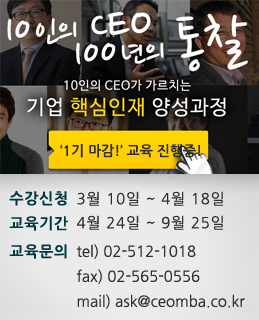 10인의 CEO
100년의 통찰
10인의 CEO가 가르치는
기업 핵심인재 양성과정
‘1기 마감!’ 교육 진행중!
수강신청 3월 10일 ~ 4월 18일
교육기간 4월 24일 ~ 9월 25일
교육문의 tel) 02-512-1018
fax) 02-565-0556
mail) ask@ceomba.co.kr